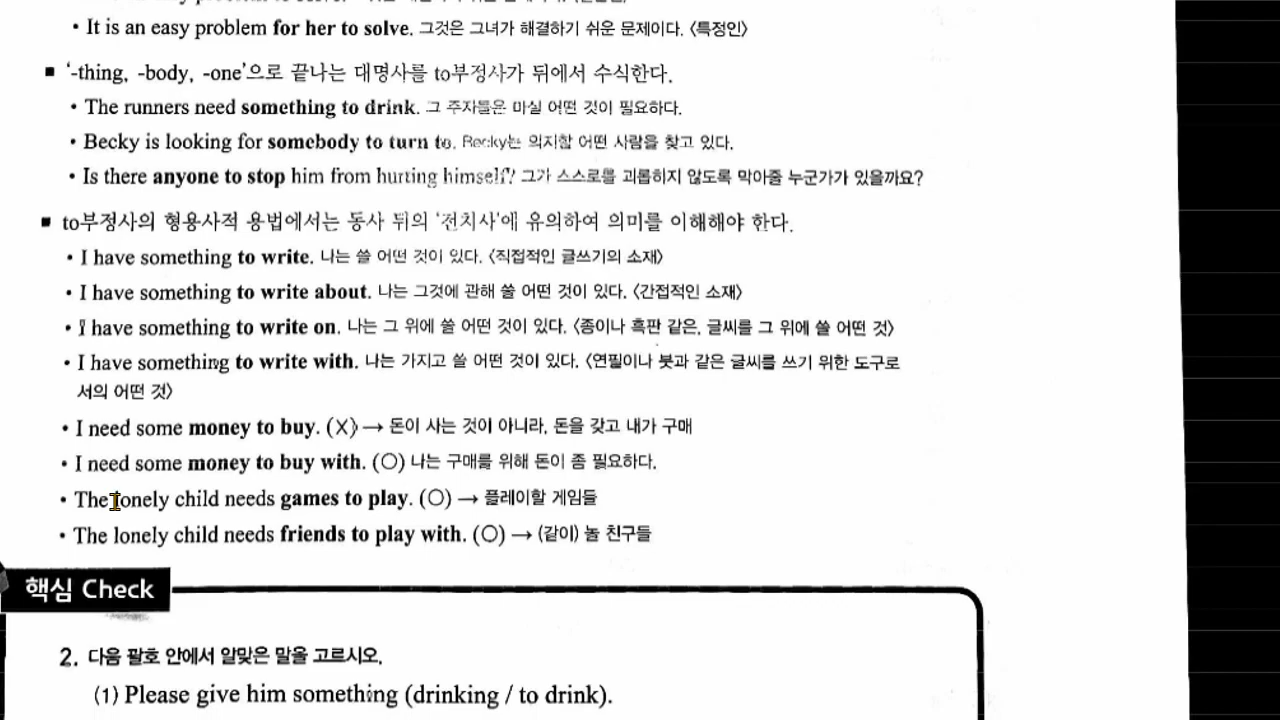 • It is an easy problem for her to solve. 그것은 그녀가 해결하기 쉬운 문제이다. 〈특정인〉
■ ‘-thing, -body, -one’으로 끝나는 대명사를 to부정사가 뒤에서 수식한다.
• The runners need something to drink. 그 주자들은 마실 어떤 것이 필요하다.
• Becky is looking for somebody to turn to. Becky는 의지할 어떤 사람을 찾고 있다.
• Is there anyone to stop him from hurting himself? 그가 스스로를 괴롭히지 않도록 막아줄 누군가가 있을까요?
■ to부정사의 형용사적 용법에서는 동사 뒤의 ‘전치사’에 유의하여 의미를 이해해야 한다.
• I have something to write. 나는 쓸 어떤 것이 있다. 〈직접적인 글쓰기의 소재〉
• I have something to write about. 나는 그것에 관해 쓸 어떤 것이 있다. 〈간접적인 소재〉
• I have something to write on. 나는 그 위에 쓸 어떤 것이 있다. 〈종이나 흑판 같은, 글씨를 그 위에 쓸 어떤 것〉
• I have something to write with. 나는 가지고 쓸 어떤 것이 있다. 〈연필이나 붓과 같은 글씨를 쓰기 위한 도구로
서의 어떤 것〉
• I need some money to buy. (X) → 돈이 사는 것이 아니라, 돈을 갖고 내가 구매
• I need some money to buy with. (○) 나는 구매를 위해 돈이 좀 필요하다.
• The lonely child needs games to play. (○) → 플레이할 게임들
• The lonely child needs friends to play with. (○) → (같이) 놀 친구들
핵심 Check
2. 다음 괄호 안에서 알맞은 말을 고르시오.
(1) Please give him something (drinking / to drink).